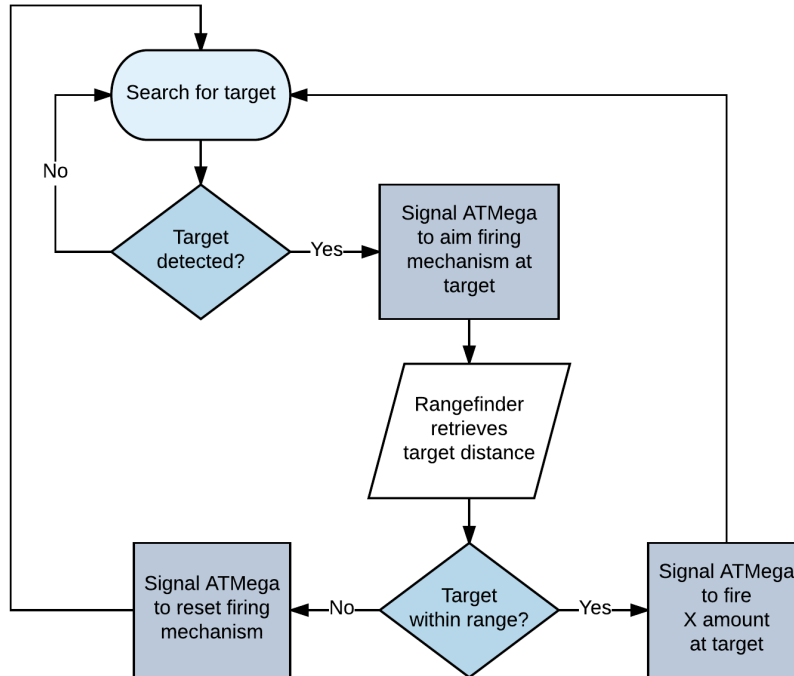 Search for target
No
Target
detected?
Yes
Signal ATMega
to aim firing
mechanism at
target
Rangefinder
retrieves
target distance
Target
within range?
No
Signal ATMega
to reset firing
mechanism
Yes
Signal ATMega
to fire
X amount
at target